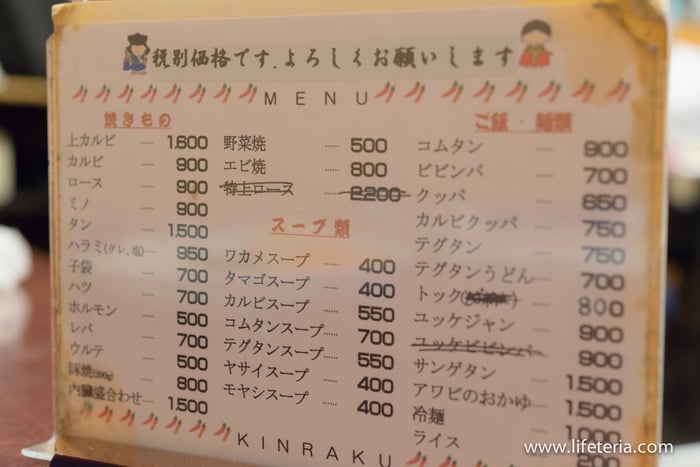 税別価格です.よろしくお願いします
MENU
焼きもの
上カルビ 1,600
カルビ 900
ロース 900
ミノ 900
タン 1,500
ハラミ(タレ、塩) 950
子袋 700
ハツ 700
ホルモン 500
レバ 700
ウルテ 500
豚焼(200g) 800
内臓盛合わせ 1,500
野菜焼 500
エビ焼 800
特上ロース 2,200
スープ類
ワカメスープ 400
タマゴスープ 400
カルビスープ 550
コムタンスープ 700
テグタンスープ 550
ヤサイスープ 400
モヤシスープ 400
ご飯・麺類
コムタン 900
ビビンバ 700
クッパ 650
カルビクッパ 750
テグタン 750
テグタンうどん 700
トック 800
ユッケジャン 900
ユッケビビンバ 900
サンゲタン 1,500
アワビのおかゆ 1,500
冷麺 1,000
ライス
KINRAKU
www.lifeteria.com